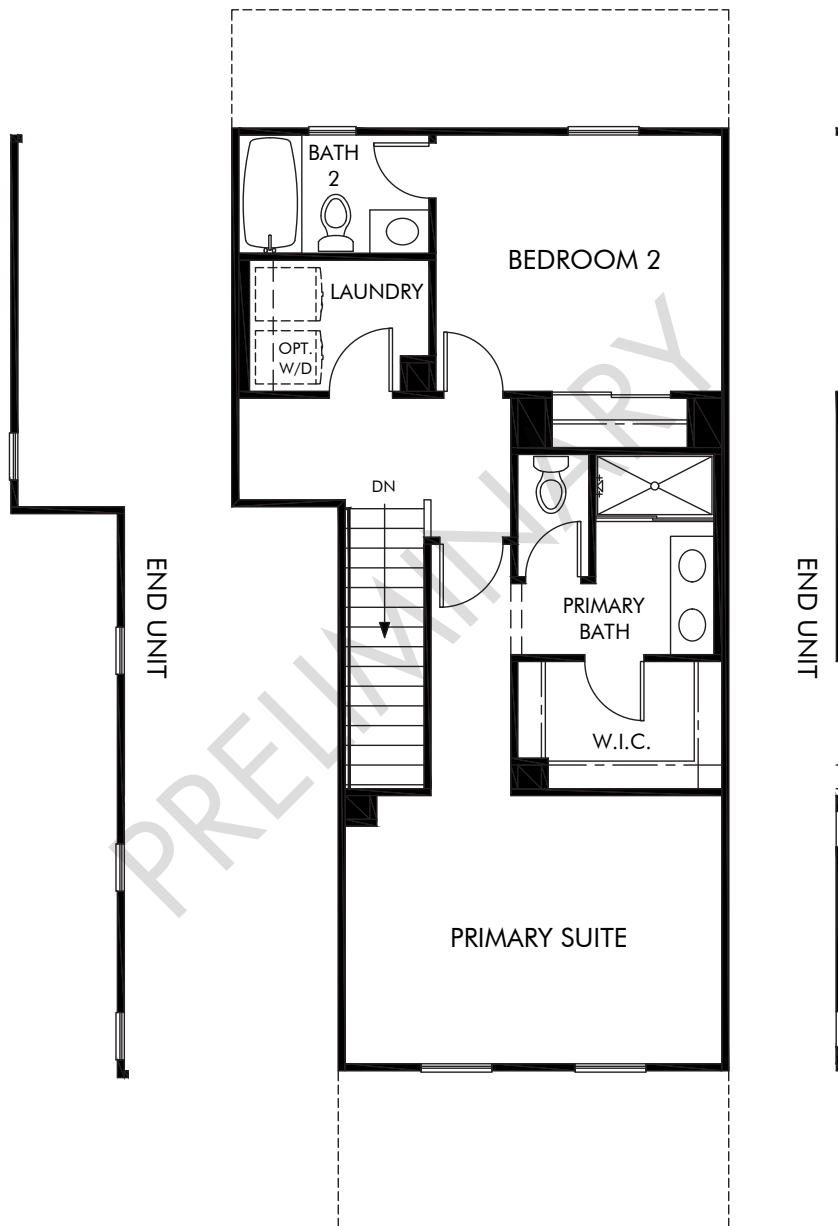 BATH
2
BEDROOM 2
LAUNDRY
OPT.
W/D
DN
PRIMARY
BATH
W.I.C.
PRIMARY SUITE
END UNIT
END UNIT
PRELIMINARY